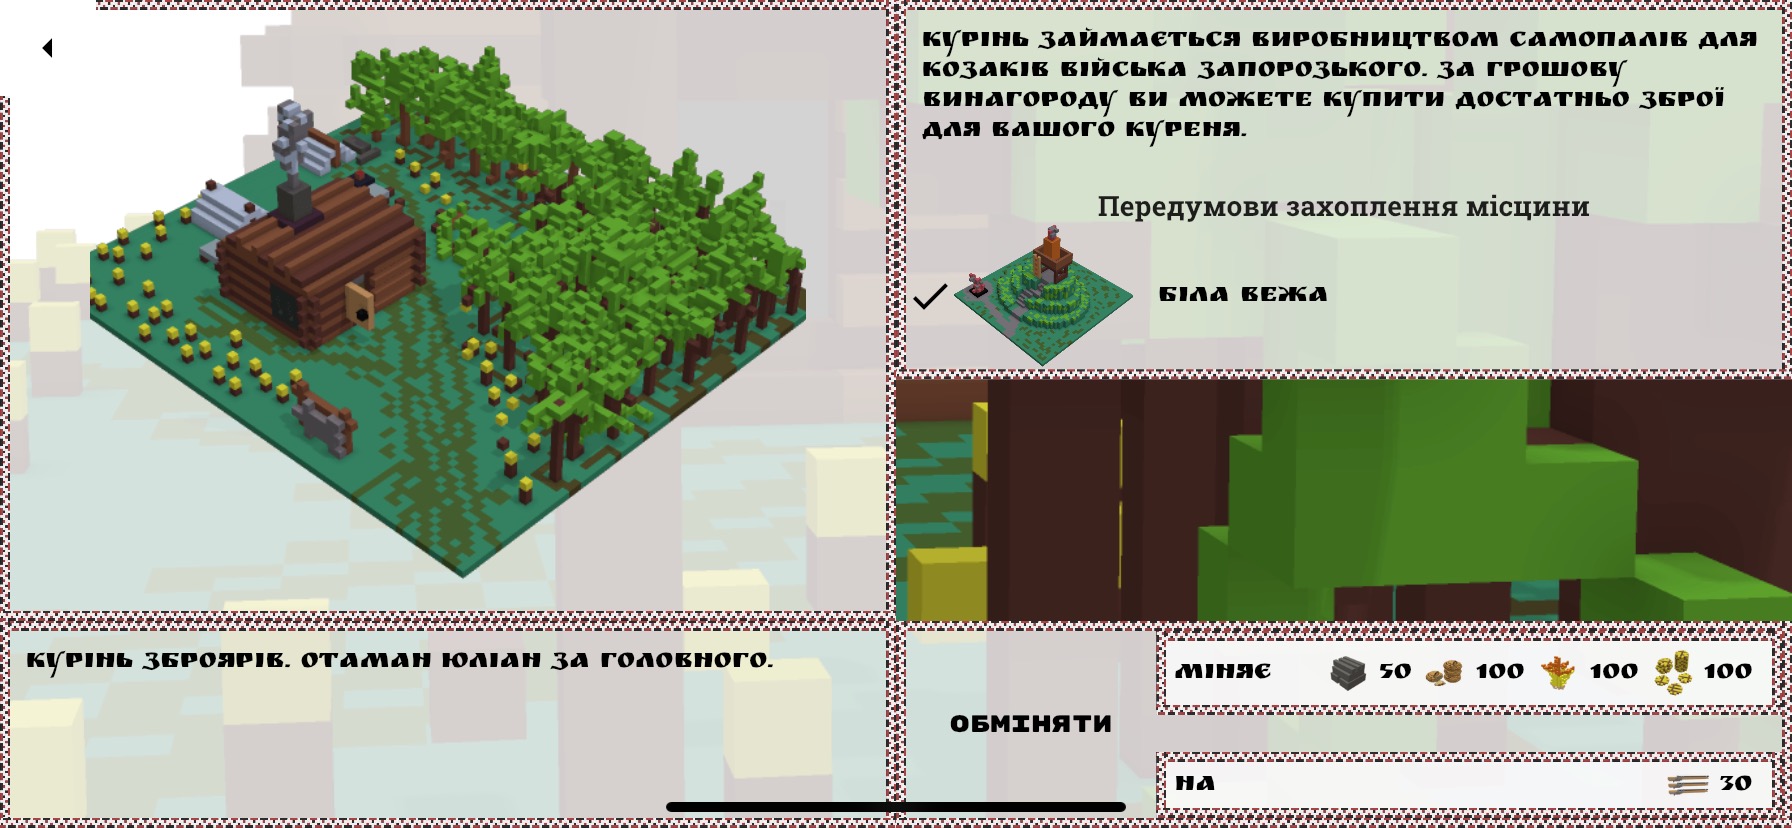 Курінь займається виробництвом самопалів для
козаків Війська Запорозького. За грошову
винагороду ви можете купити достатньо зброї
для вашого куреня.
Передумови захоплення місцини
Біла Вежа
Курінь зброярів. Отаман Юліан за головного.
ОБМІНЯТИ
Міняє 50 100 100 100
На 30